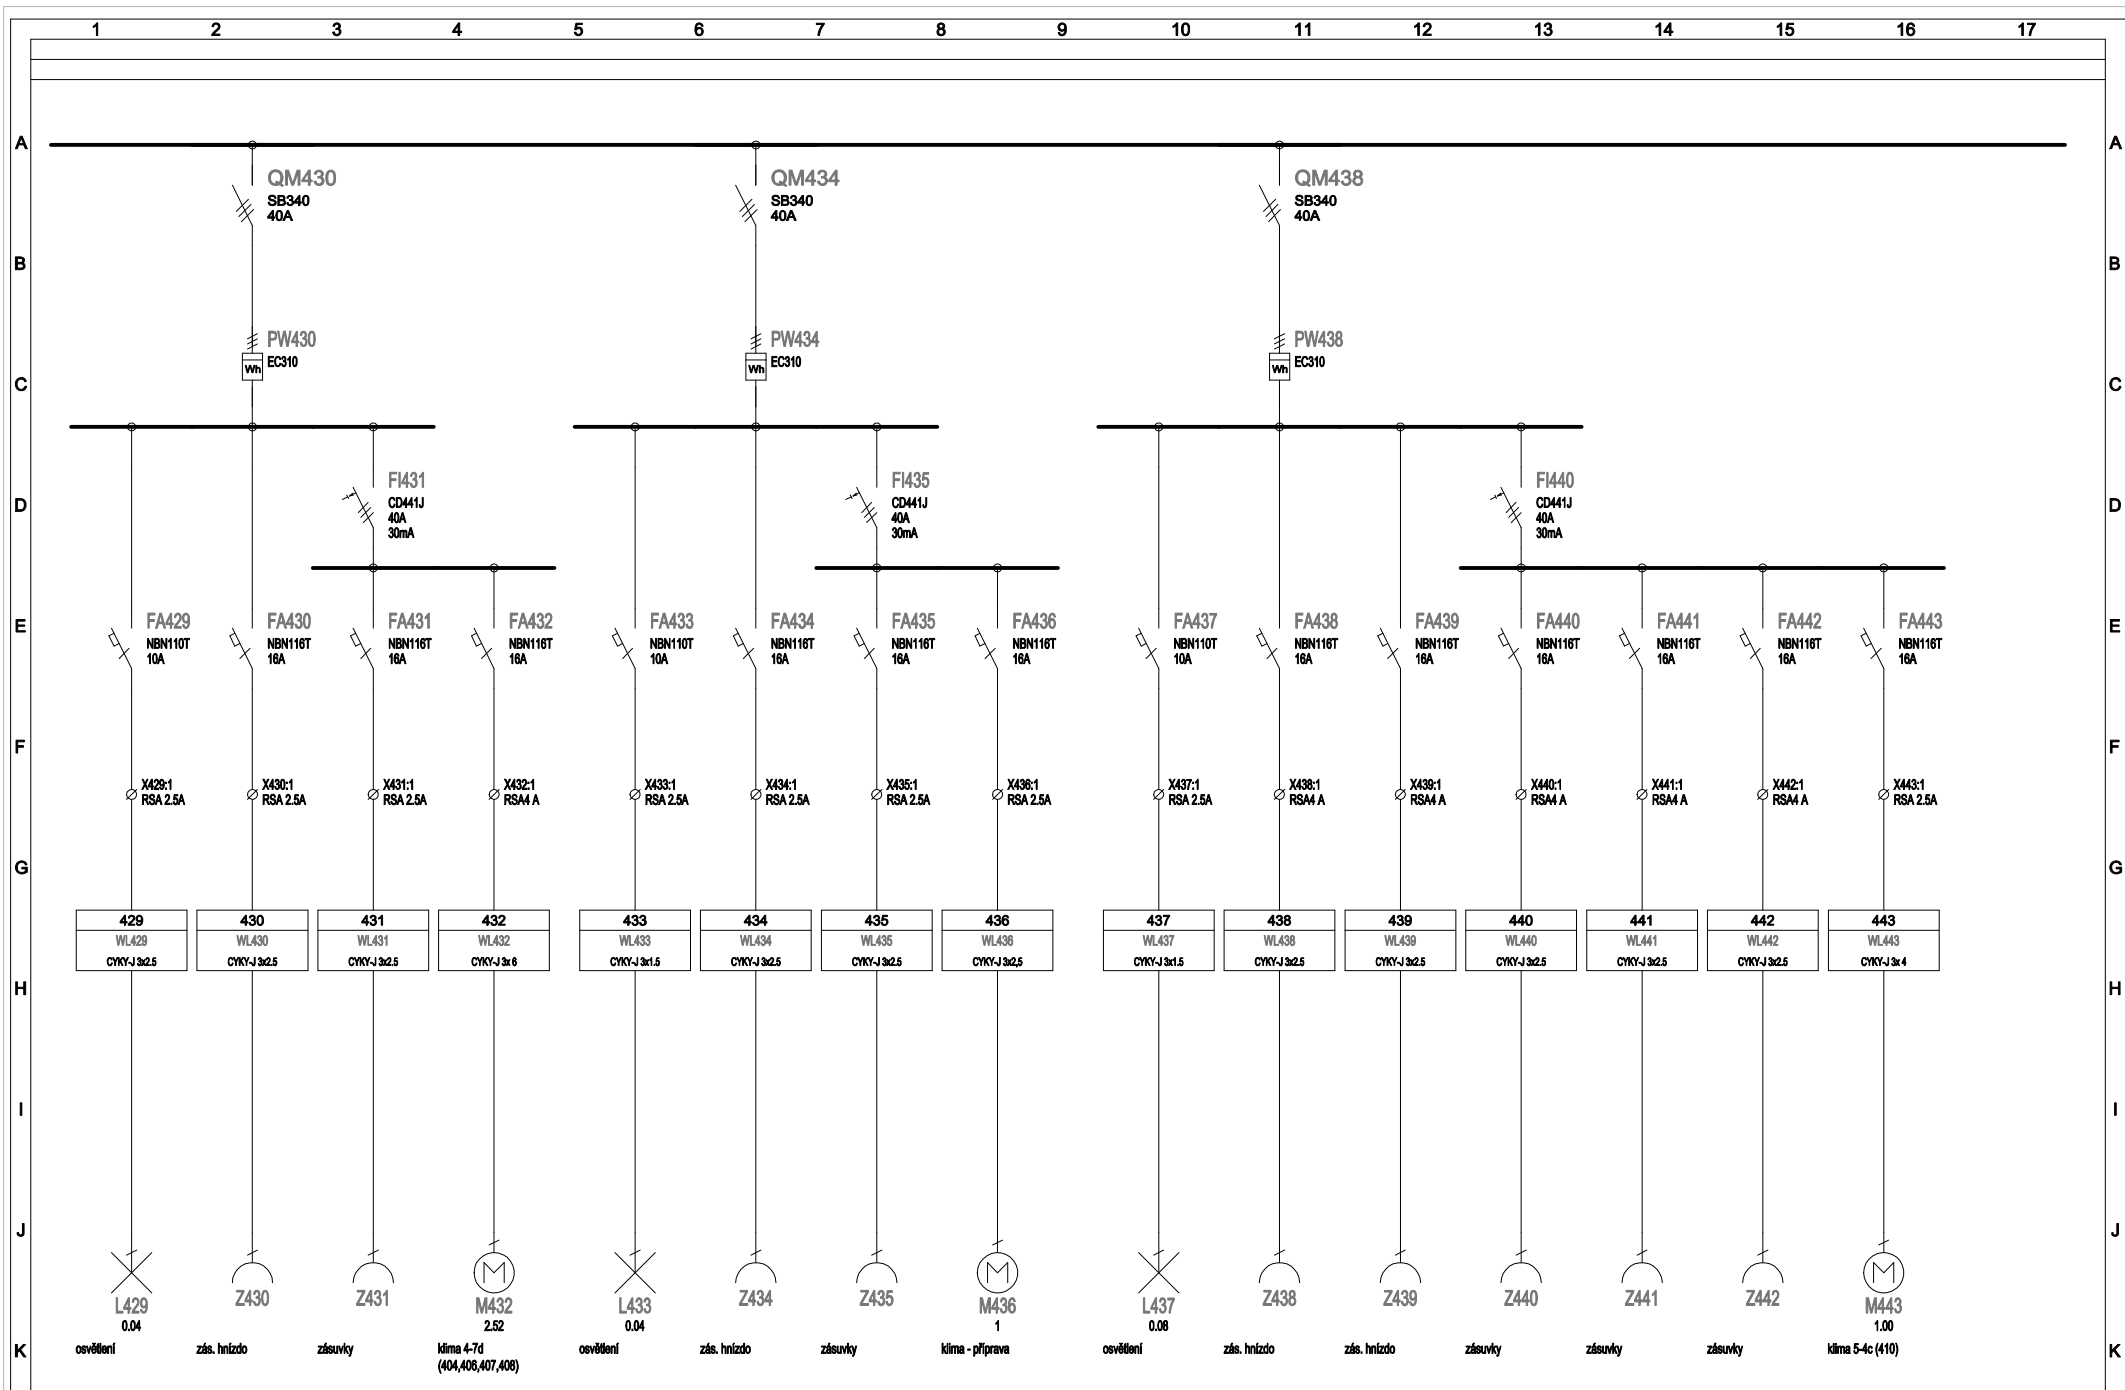 1 2 3 4 5 6 7 8 9 10 11 12 13 14 15 16 17
A A
QM430 QM434 QM438
SB340 SB340 SB340
40A 40A 40A
B B
PW430 PW434 PW438
Wh EC310 Wh EC310 Wh EC310
C C
FI431 FI435 FI440
D CD441J CD441J CD441J D
40A 40A 40A
30mA 30mA 30mA
E FA429 FA430 FA431 FA432 FA433 FA434 FA435 FA436 FA437 FA438 FA439 FA440 FA441 FA442 FA443 E
NBN110T NBN116T NBN116T NBN116T NBN110T NBN116T NBN116T NBN116T NBN110T NBN116T NBN116T NBN116T NBN116T NBN116T NBN116T
10A 16A 16A 16A 10A 16A 16A 16A 10A 16A 16A 16A 16A 16A 16A
F F
X429:1 X430:1 X431:1 X432:1 X433:1 X434:1 X435:1 X436:1 X437:1 X438:1 X439:1 X440:1 X441:1 X442:1 X443:1
RSA 2.5A RSA 2.5A RSA 2.5A RSA4 A RSA 2.5A RSA 2.5A RSA 2.5A RSA 2.5A RSA 2.5A RSA4 A RSA4 A RSA4 A RSA4 A RSA4 A RSA 2.5A
G G
429 430 431 432 433 434 435 436 437 438 439 440 441 442 443
WL429 WL430 WL431 WL432 WL433 WL434 WL435 WL436 WL437 WL438 WL439 WL440 WL441 WL442 WL443
CYKY-J 3x2.5 CYKY-J 3x2.5 CYKY-J 3x2.5 CYKY-J 3x 6 CYKY-J 3x1.5 CYKY-J 3x2.5 CYKY-J 3x2.5 CYKY-J 3x2,5 CYKY-J 3x1.5 CYKY-J 3x2.5 CYKY-J 3x2.5 CYKY-J 3x2.5 CYKY-J 3x2.5 CYKY-J 3x2.5 CYKY-J 3x 4
H H
I I
J J
M M M
L429 Z430 Z431 M432 L433 Z434 Z435 M436 L437 Z438 Z439 Z440 Z441 Z442 M443
0.04 2.52 0.04 1 0.08 1.00
K osvětlení zás. hnízdo zásuvky klima 4-7d osvětlení zás. hnízdo zásuvky klima - příprava osvětlení zás. hnízdo zás. hnízdo zásuvky zásuvky zásuvky klima 5-4c (410) K
(404,406,407,408)